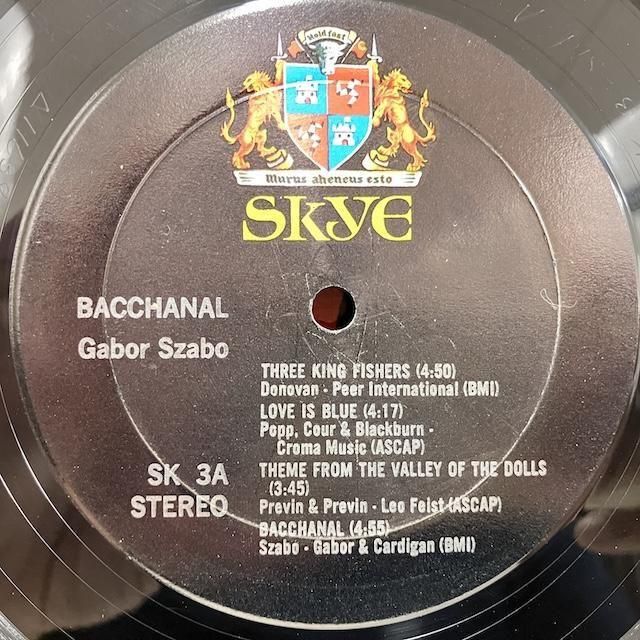 Hold fast
Murus aheneus esto
SKYE
BACCHANAL
Gabor Szabo
THREE KING FISHERS (4:50)
Donovan - Peer International (BMI)
LOVE IS BLUE (4:17)
Popp, Cour & Blackburn -
Croma Music (ASCAP)
SK 3A
STEREO
THEME FROM THE VALLEY OF THE DOLLS
(3:45)
Previn & Previn - Leo Feist (ASCAP)
BACCHANAL (4:55)
Szabo - Gabor & Cardigan (BMI)